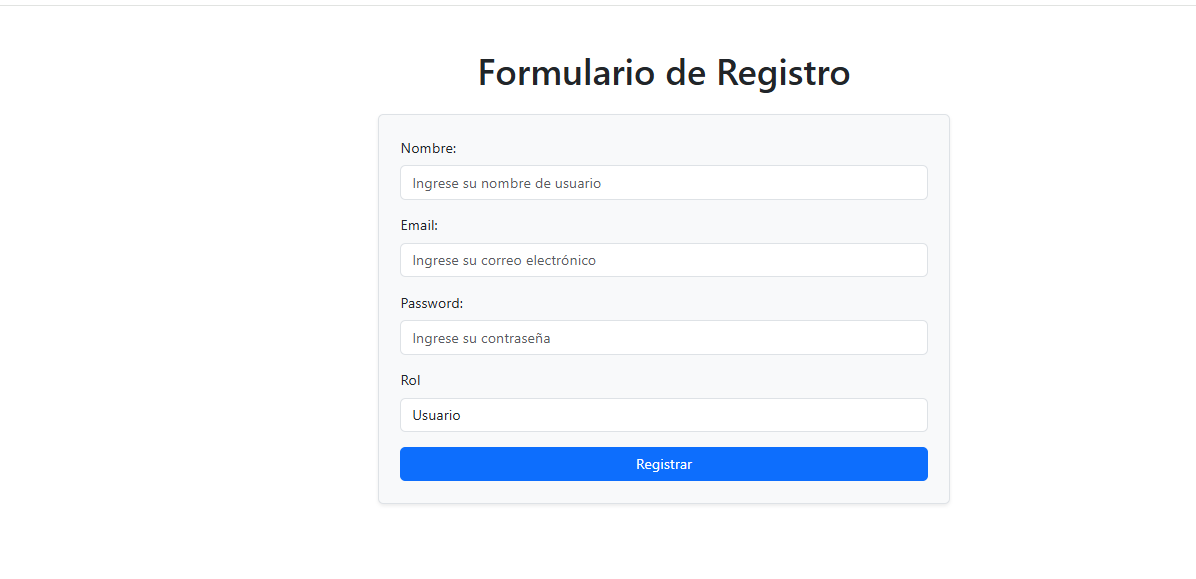 Formulario de Registro
Nombre:
Ingrese su nombre de usuario
Email:
Ingrese su correo electrónico
Password:
Ingrese su contraseña
Rol
Usuario
Registrar